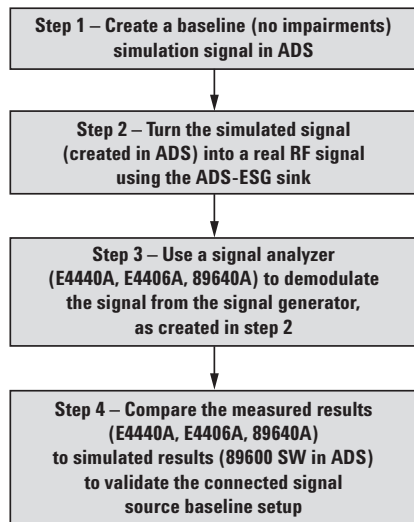 Step 1 – Create a baseline (no impairments)
simulation signal in ADS
Step 2 – Turn the simulated signal
(created in ADS) into a real RF signal
using the ADS-ESG sink
Step 3 – Use a signal analyzer
(E4440A, E4406A, 89640A) to demodulate
the signal from the signal generator,
as created in step 2
Step 4 – Compare the measured results
(E4440A, E4406A, 89640A)
to simulated results (89600 SW in ADS)
to validate the connected signal
source baseline setup